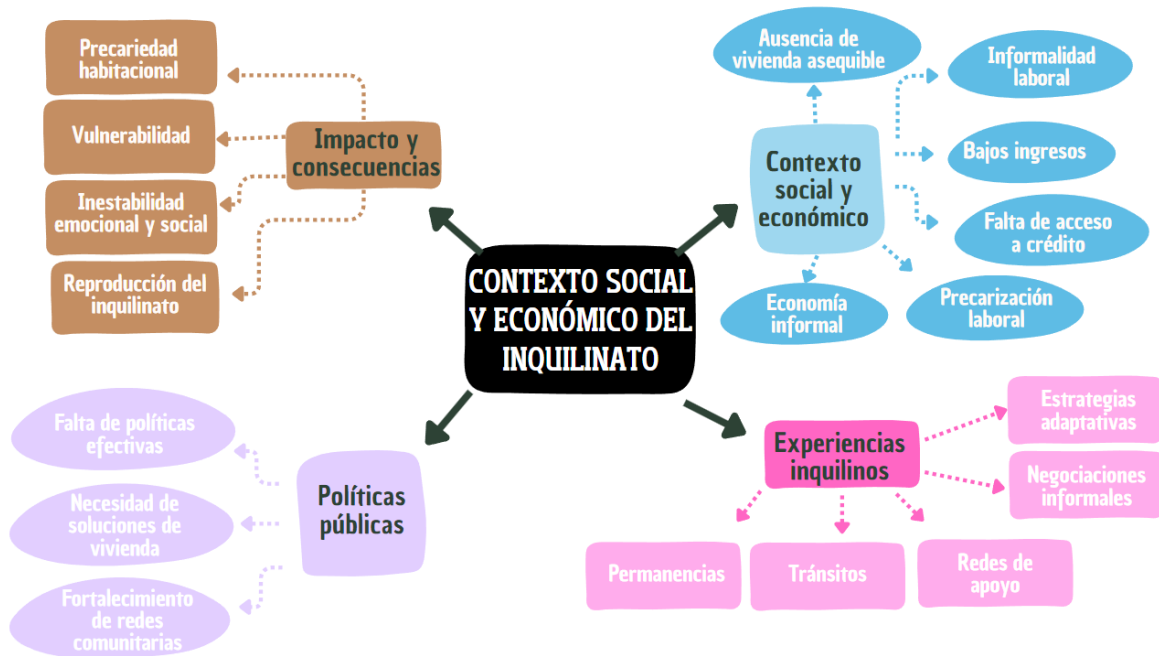 Precariedad
habitacional
Vulnerabilidad
Inestabilidad
emocional y social
Reproducción del
inquilinato
Impacto y
consecuencias
Ausencia de
vivienda asequible
Informalidad
laboral
Bajos ingresos
Falta de acceso
a crédito
Precarización
laboral
Economía
informal
Contexto
social y
económico
CONTEXTO SOCIAL
Y ECONÓMICO DEL
INQUILINATO
Falta de políticas
efectivas
Necesidad de
soluciones de
vivienda
Fortalecimiento
de redes
comunitarias
Políticas
públicas
Experiencias
inquilinos
Estrategias
adaptativas
Negociaciones
informales
Permanencias
Tránsitos
Redes de
apoyo